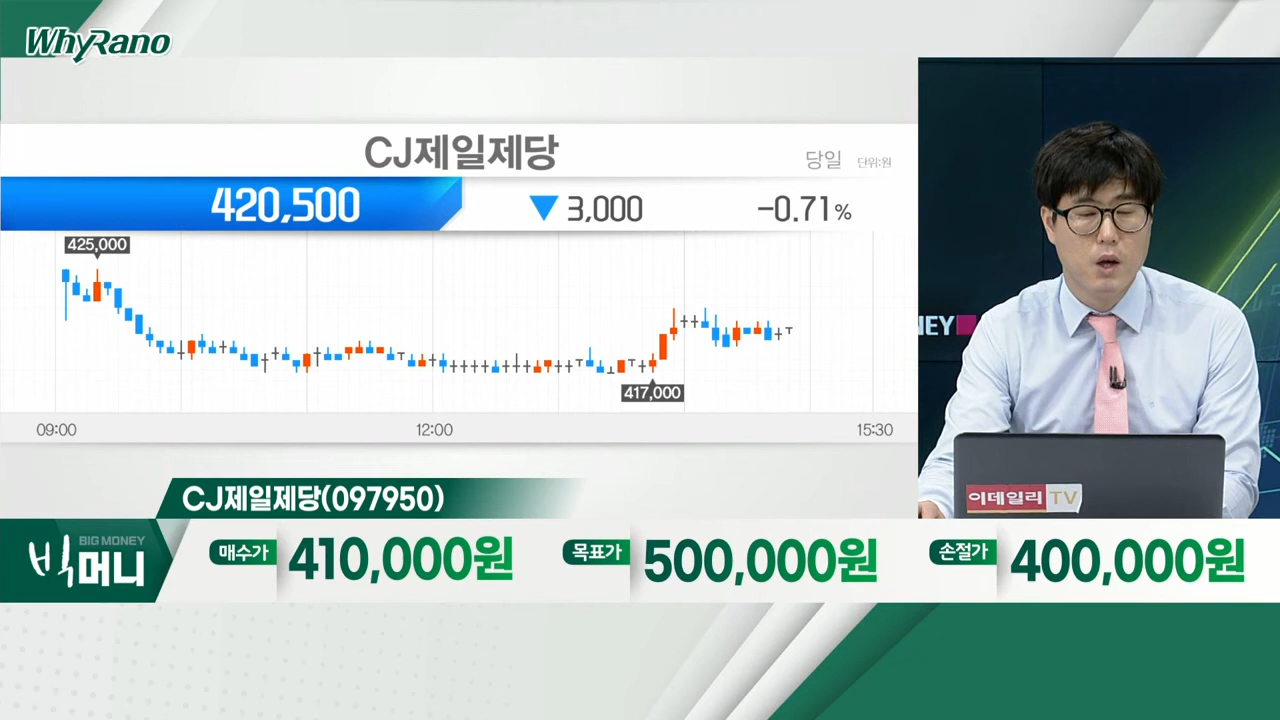 WhyRano
CJ제일제당
당일 단위:원
420,500 ▼ 3,000 -0.71%
425,000
417,000
09:00 12:00 15:30
NEY
이데일리TV
CJ제일제당(097950)
BIG MONEY
빅머니
매수가 410,000원 목표가 500,000원 손절가 400,000원